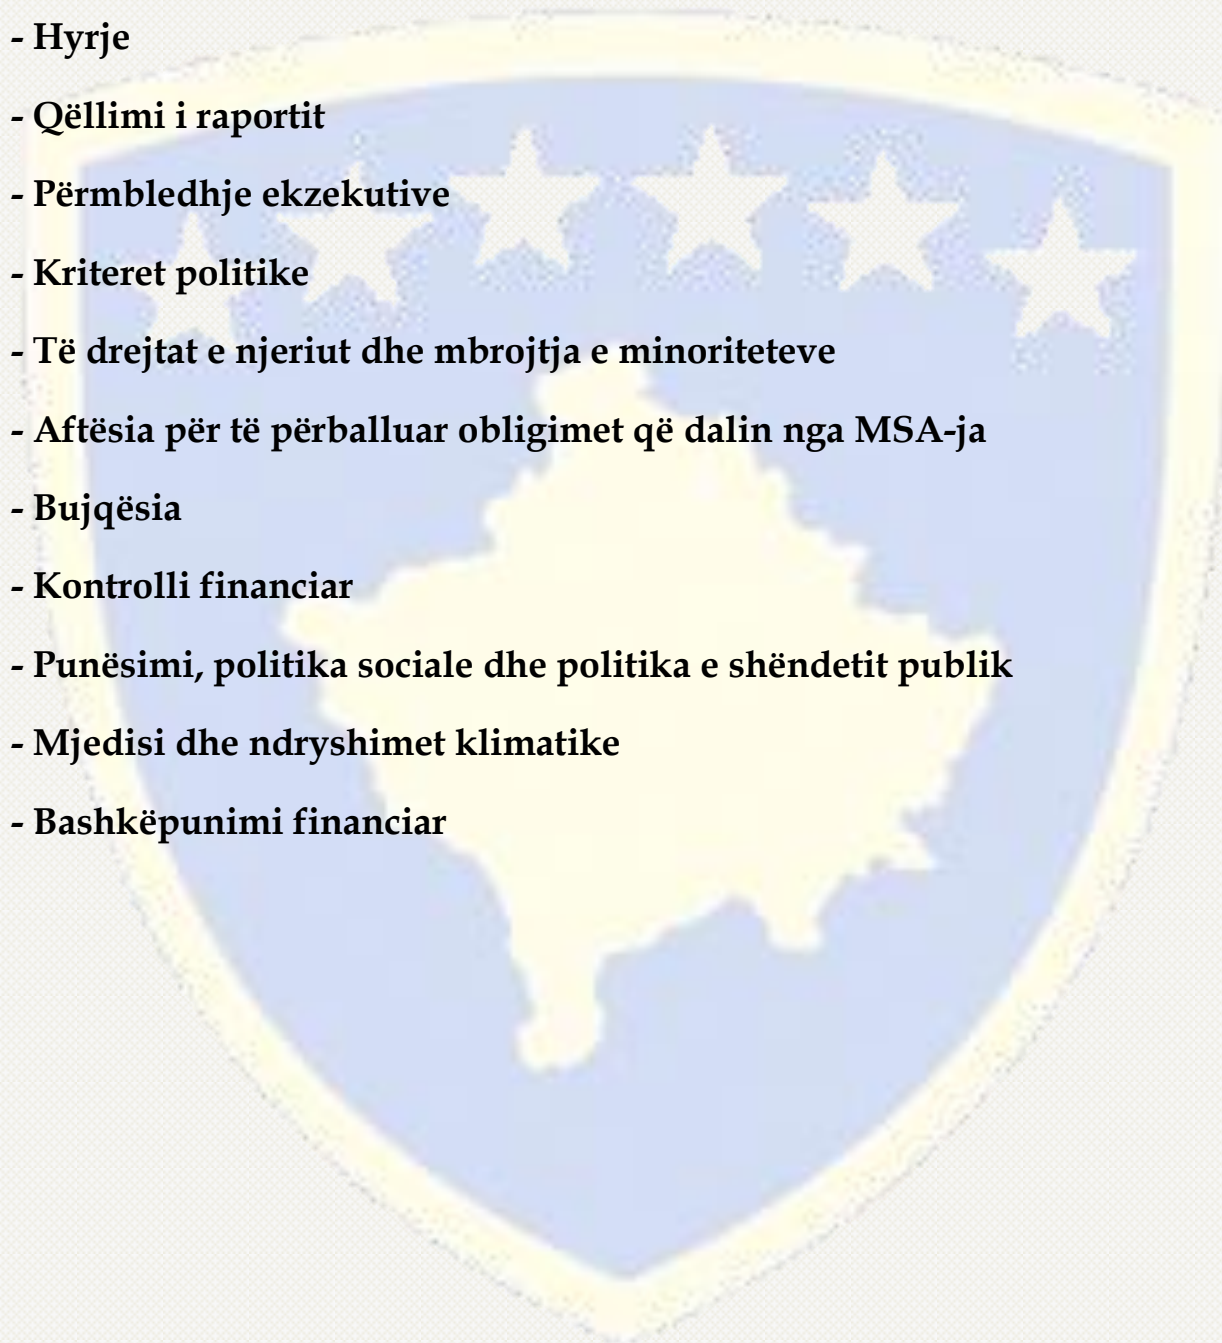 - Hyrje
- Qëllimi i raportit
- Përmbledhje ekzekutive
- Kriteret politike
- Të drejtat e njeriut dhe mbrojtja e minoriteteve
- Aftësia për të përballuar obligimet që dalin nga MSA-ja
- Bujqësia
- Kontrolli financiar
- Punësimi, politika sociale dhe politika e shëndetit publik
- Mjedisi dhe ndryshimet klimatike
- Bashkëpunimi financiar